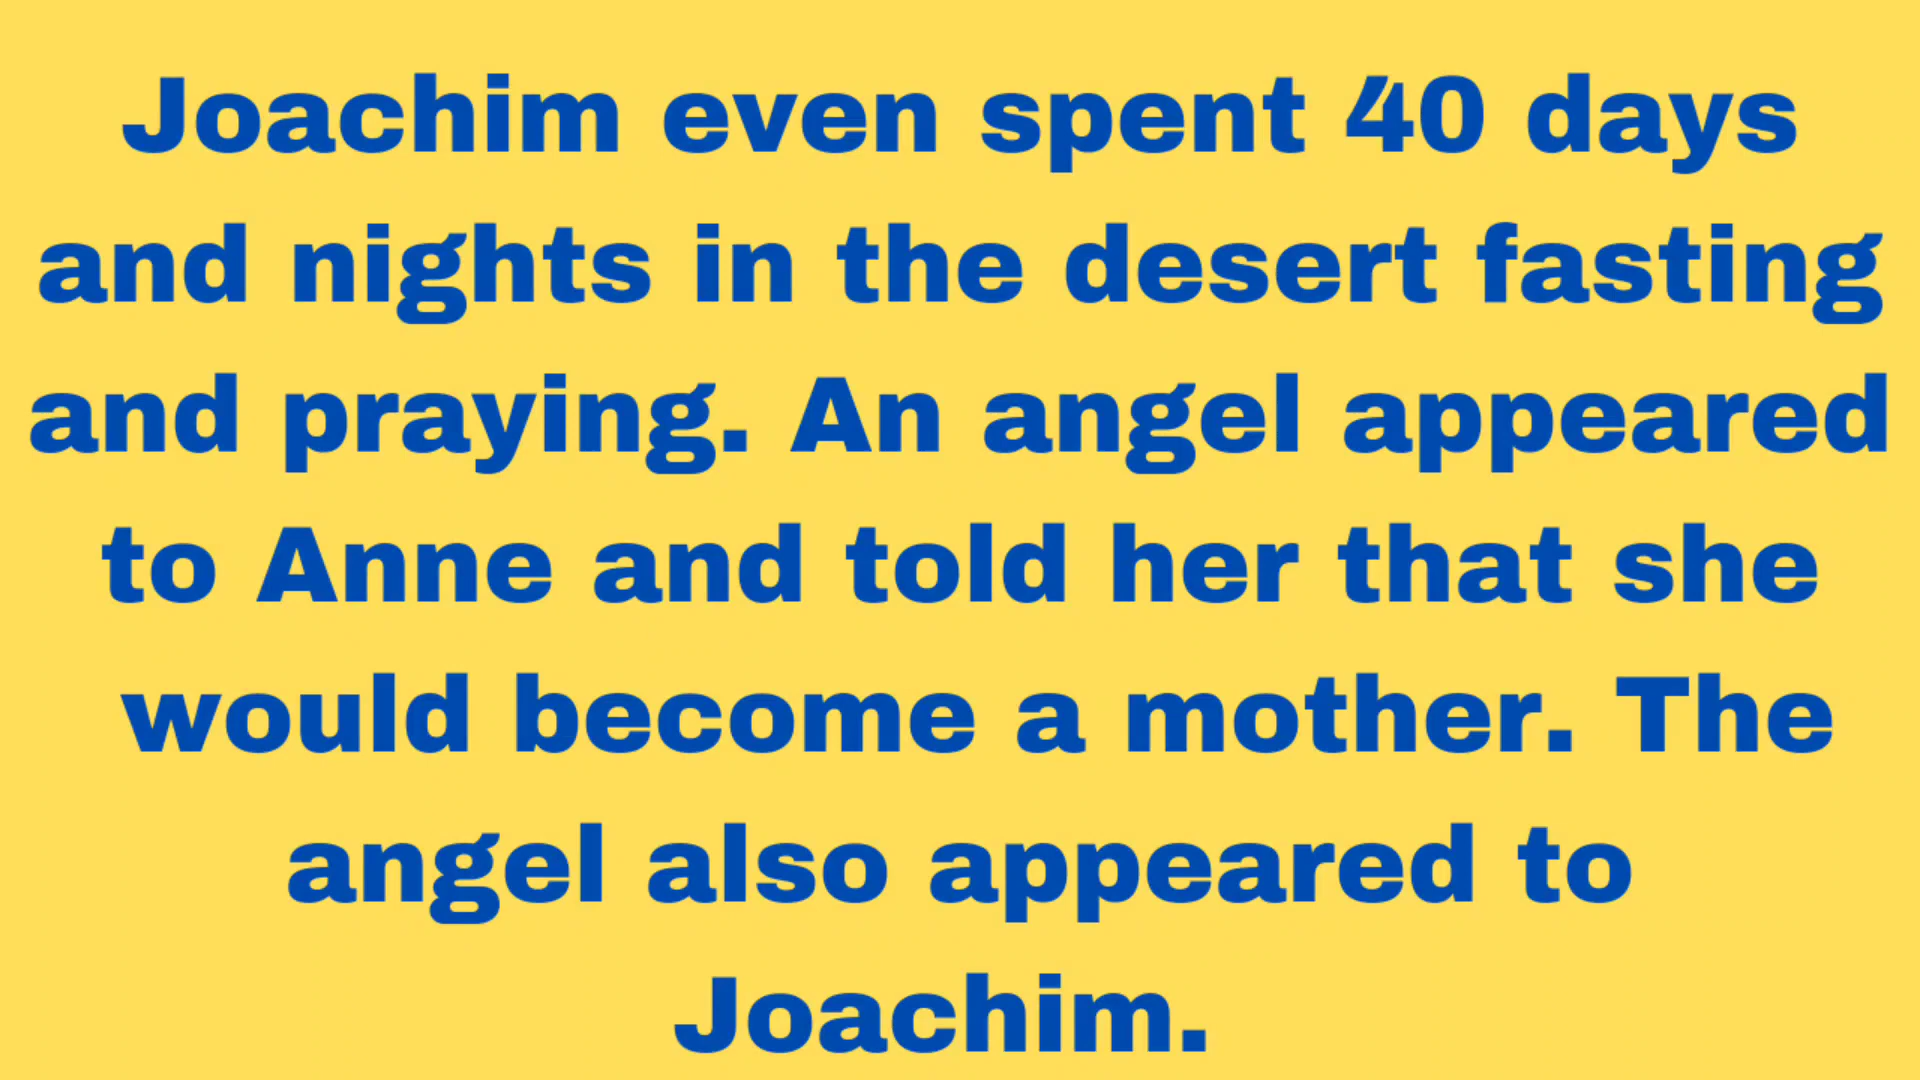 Joachim even spent 40 days
and nights in the desert fasting
and praying. An angel appeared
to Anne and told her that she
would become a mother. The
angel also appeared to
Joachim.